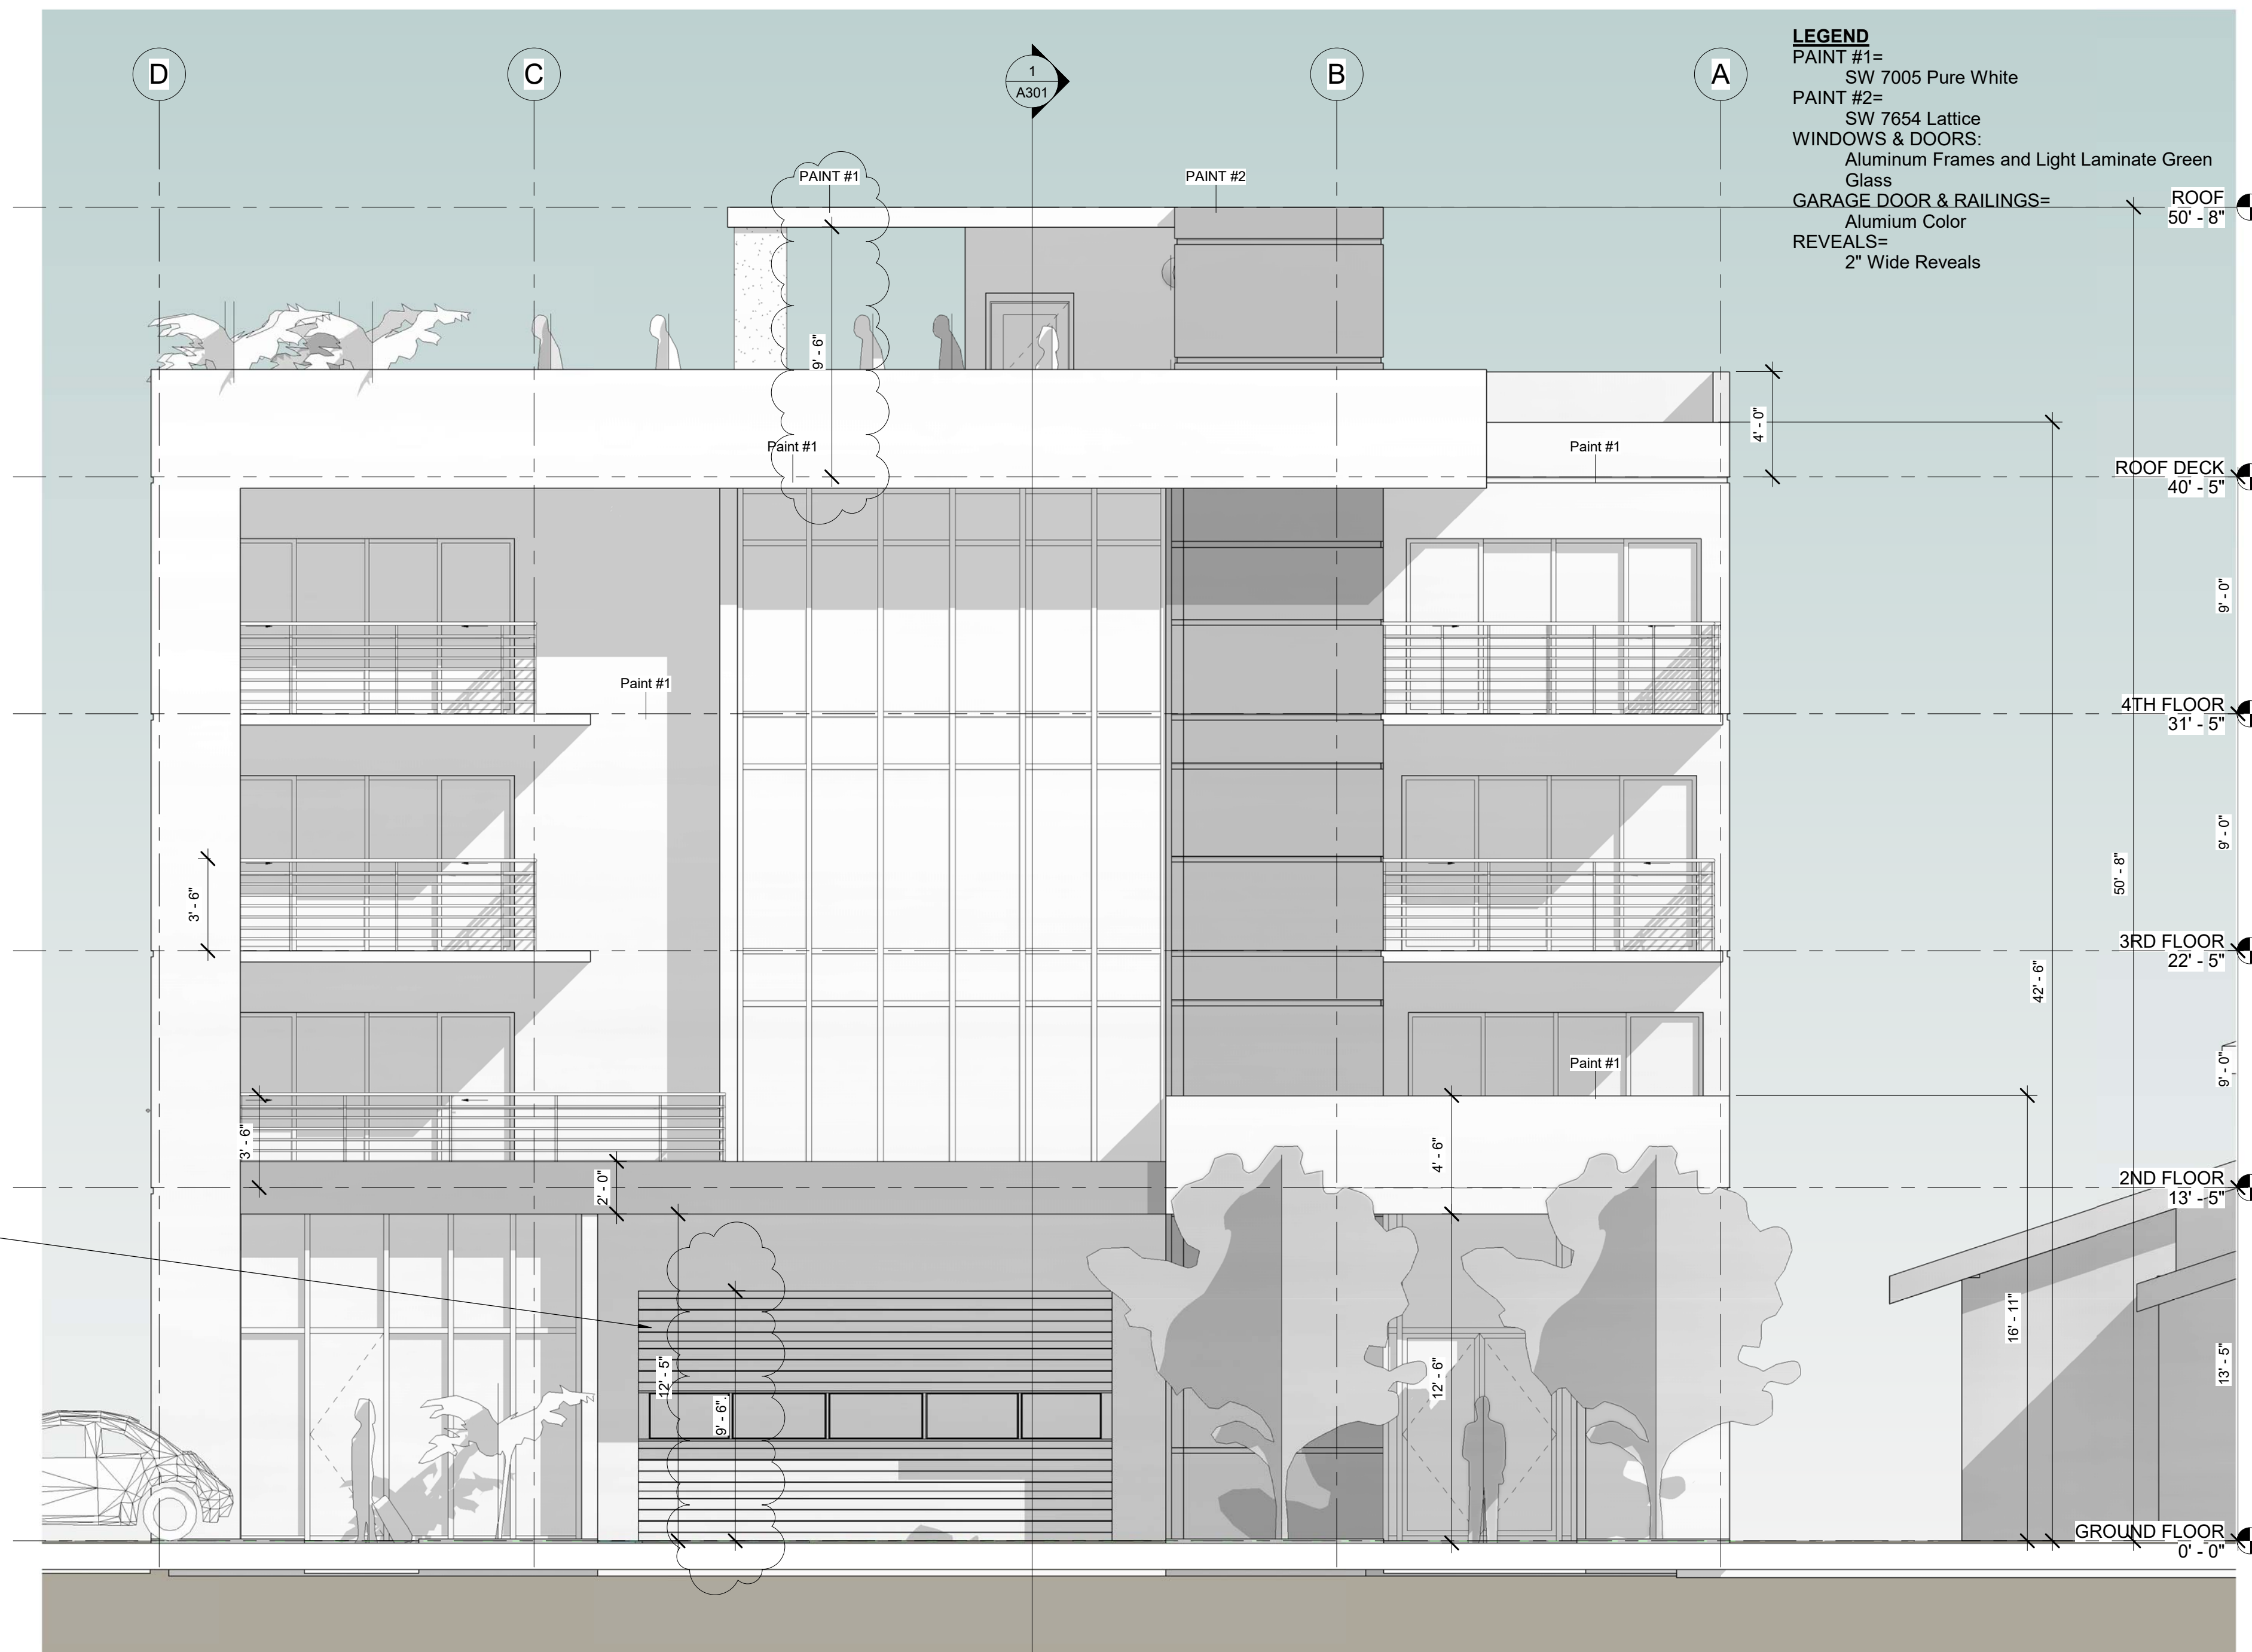 D
C
1
A301
B
A
LEGEND
PAINT #1=
SW 7005 Pure White
PAINT #2=
SW 7654 Lattice
WINDOWS & DOORS:
Aluminum Frames and Light Laminate Green
Glass
GARAGE DOOR & RAILINGS=
Alumium Color
REVEALS=
2" Wide Reveals
PAINT #1
PAINT #2
ROOF
50' - 8"
9' - 6"
4' - 0"
Paint #1
Paint #1
ROOF DECK
40' - 5"
9' - 0"
Paint #1
4TH FLOOR
31' - 5"
9' - 0"
50' - 8"
3' - 6"
3RD FLOOR
22' - 5"
42' - 6"
Paint #1
9' - 0"
3' - 6"
4' - 6"
2' - 0"
2ND FLOOR
13' - 5"
16' - 11"
12' - 5"
9' - 6".
12' - 6"
13' - 5"
GROUND FLOOR
0' - 0"